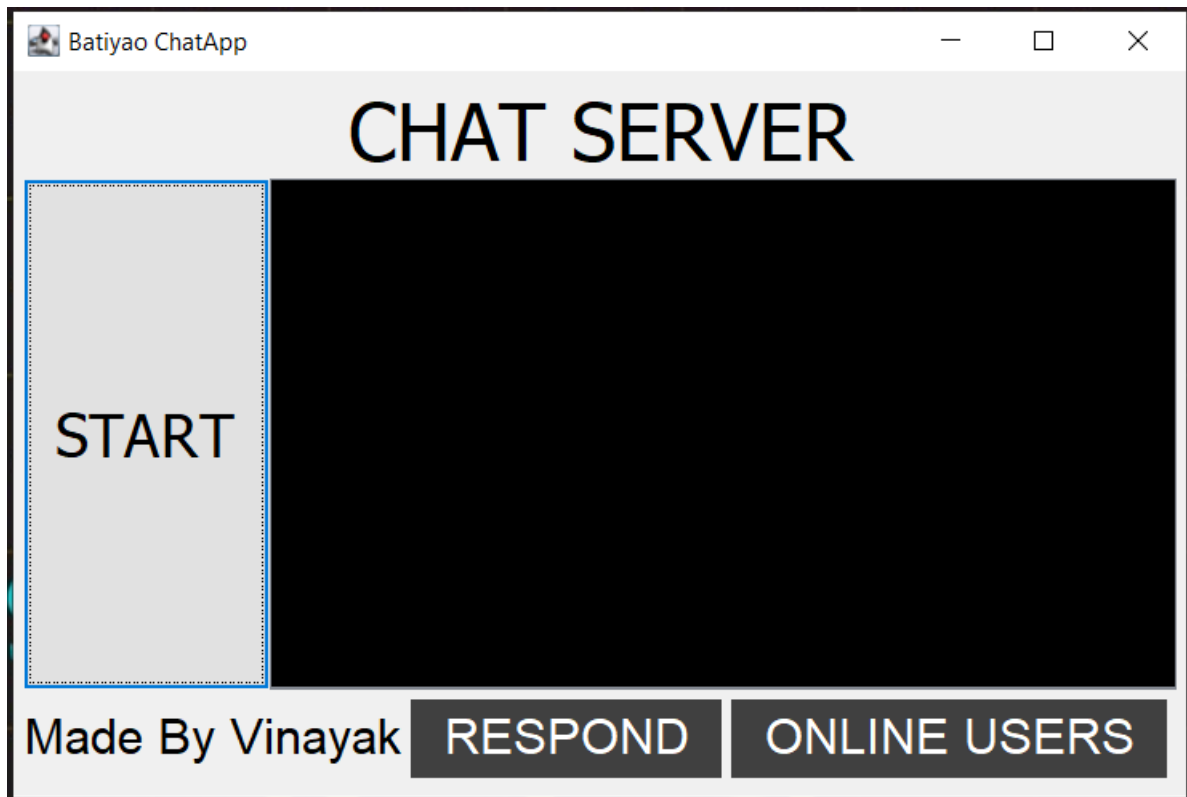 Batiyao ChatApp
CHAT SERVER
START
Made By Vinayak
RESPOND
ONLINE USERS